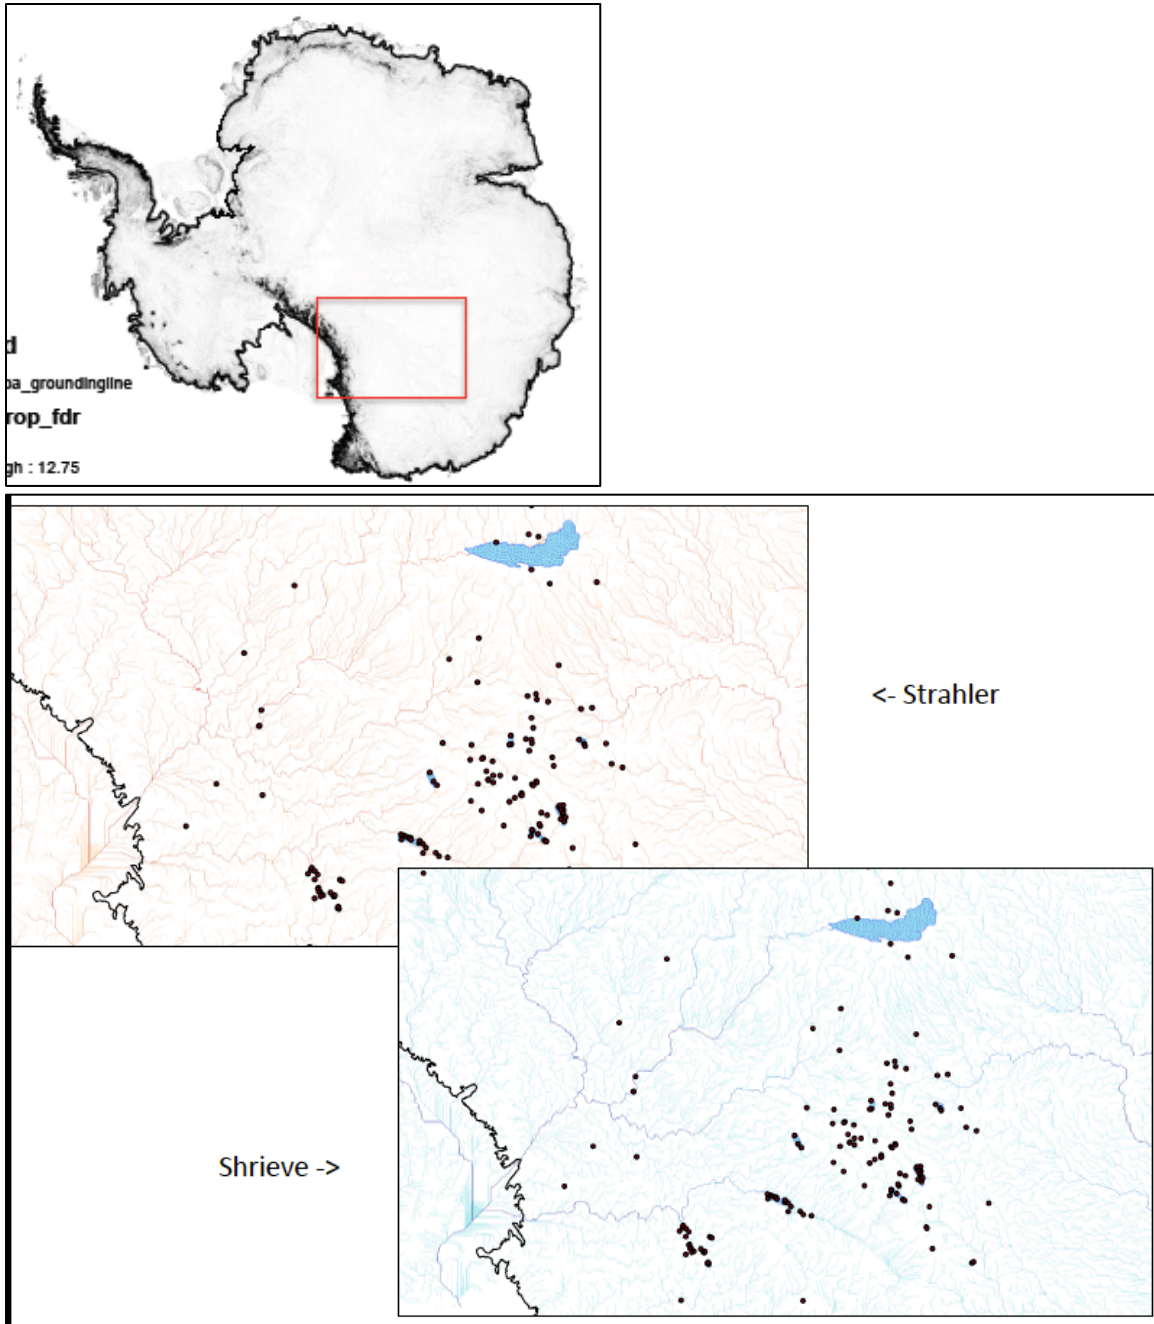 d
pa_groundingline
rop_fdr
gh : 12.75
<- Strahler
Shrieve ->